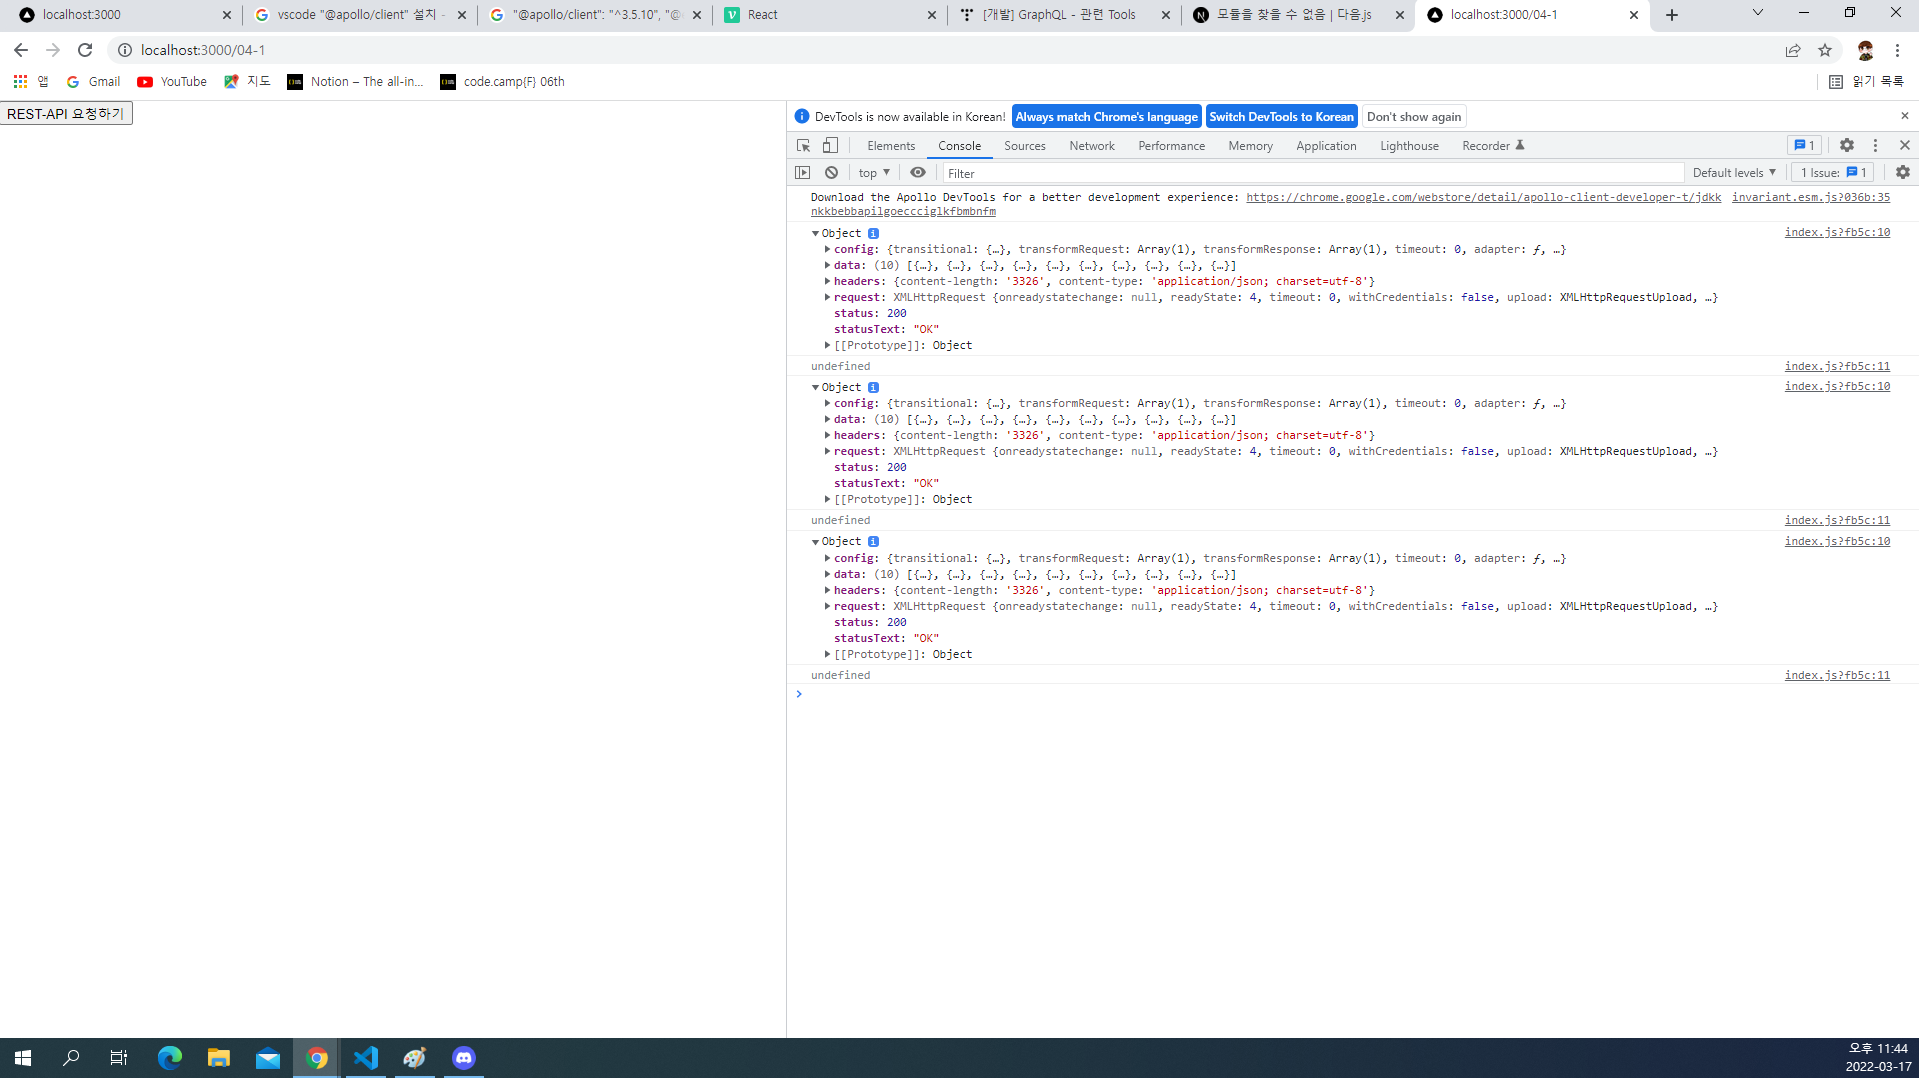 localhost:3000
vscode "@apollo/client" 설치 -
"@apollo/client": "^3.5.10", "@
React
[개발] GraphQL - 관련 Tools
모듈을 찾을 수 없음 | 다음.js
localhost:3000/04-1
localhost:3000/04-1
앱
Gmail
YouTube
지도
Notion – The all-in...
code.camp{F} 06th
읽기 목록
REST-API 요청하기
DevTools is now available in Korean! Always match Chrome's language Switch DevTools to Korean Don't show again
Elements Console Sources Network Performance Memory Application Lighthouse Recorder 1
top Filter Default levels 1 Issue: 1
Download the Apollo DevTools for a better development experience: https://chrome.google.com/webstore/detail/apollo-client-developer-t/jdkk invariant.esm.js?036b:35
nkkbebbapilgoeccciglkfbmbnfm
Object index.js?fb5c:10
config: {transitional: {…}, transformRequest: Array(1), transformResponse: Array(1), timeout: 0, adapter: ƒ, …}
data: (10) [{…}, {…}, {…}, {…}, {…}, {…}, {…}, {…}, {…}, {…}]
headers: {content-length: '3326', content-type: 'application/json; charset=utf-8'}
request: XMLHttpRequest {onreadystatechange: null, readyState: 4, timeout: 0, withCredentials: false, upload: XMLHttpRequestUpload, …}
status: 200
statusText: "OK"
[[Prototype]]: Object
undefined index.js?fb5c:11
Object index.js?fb5c:10
config: {transitional: {…}, transformRequest: Array(1), transformResponse: Array(1), timeout: 0, adapter: ƒ, …}
data: (10) [{…}, {…}, {…}, {…}, {…}, {…}, {…}, {…}, {…}, {…}]
headers: {content-length: '3326', content-type: 'application/json; charset=utf-8'}
request: XMLHttpRequest {onreadystatechange: null, readyState: 4, timeout: 0, withCredentials: false, upload: XMLHttpRequestUpload, …}
status: 200
statusText: "OK"
[[Prototype]]: Object
undefined index.js?fb5c:11
Object index.js?fb5c:10
config: {transitional: {…}, transformRequest: Array(1), transformResponse: Array(1), timeout: 0, adapter: ƒ, …}
data: (10) [{…}, {…}, {…}, {…}, {…}, {…}, {…}, {…}, {…}, {…}]
headers: {content-length: '3326', content-type: 'application/json; charset=utf-8'}
request: XMLHttpRequest {onreadystatechange: null, readyState: 4, timeout: 0, withCredentials: false, upload: XMLHttpRequestUpload, …}
status: 200
statusText: "OK"
[[Prototype]]: Object
undefined index.js?fb5c:11
오후 11:44
2022-03-17